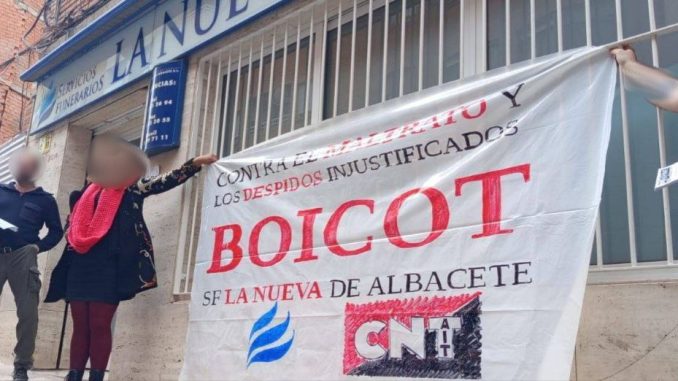 SERVICIOS
FUNERARIOS
LA NUE
CONTRA EL MALTRATO Y
LOS DESPIDOS INJUSTIFICADOS
BOICOT
SF LA NUEVA DE ALBACETE
CNT
AIT